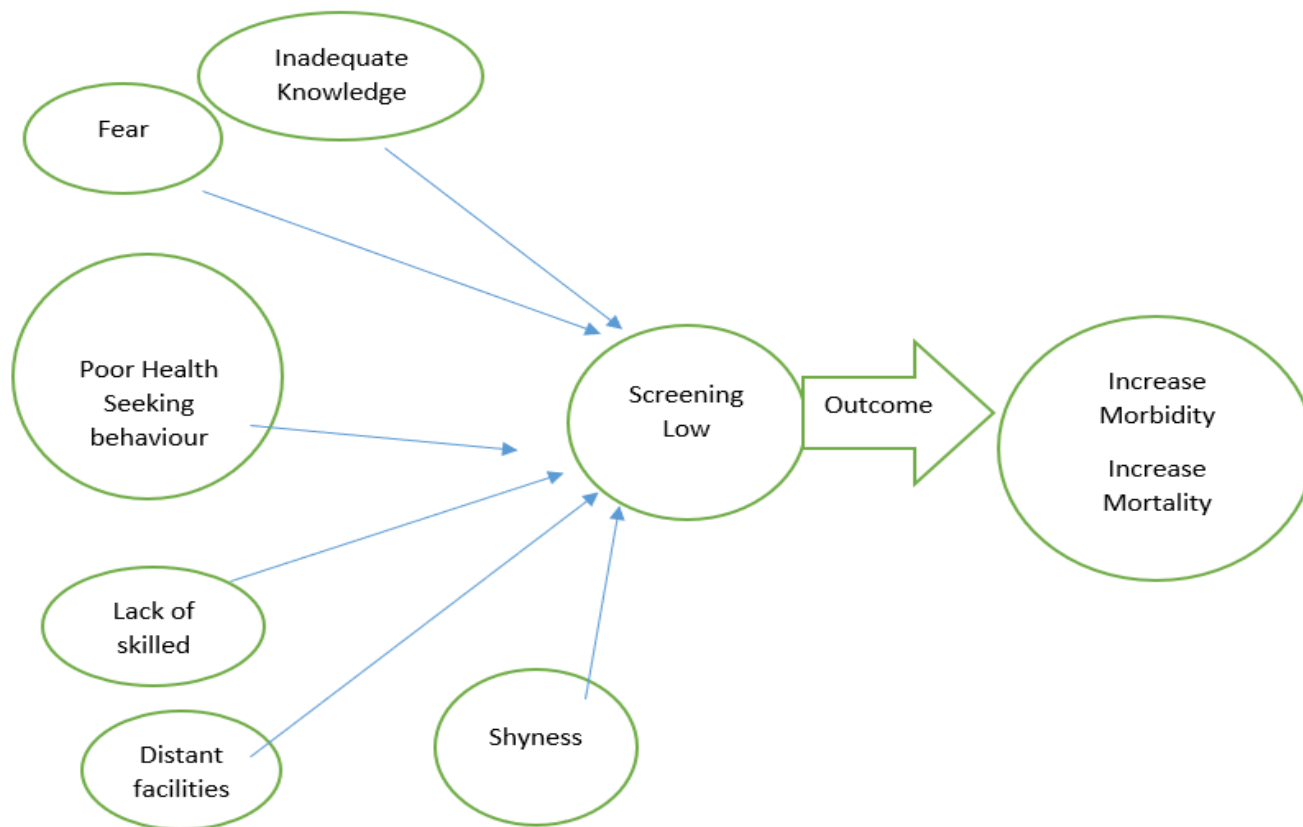 Inadequate
Knowledge
Fear
Poor Health
Seeking
behaviour
Screening
Low
Outcome
Increase
Morbidity
Increase
Mortality
Lack of
skilled
Distant
facilities
Shyness